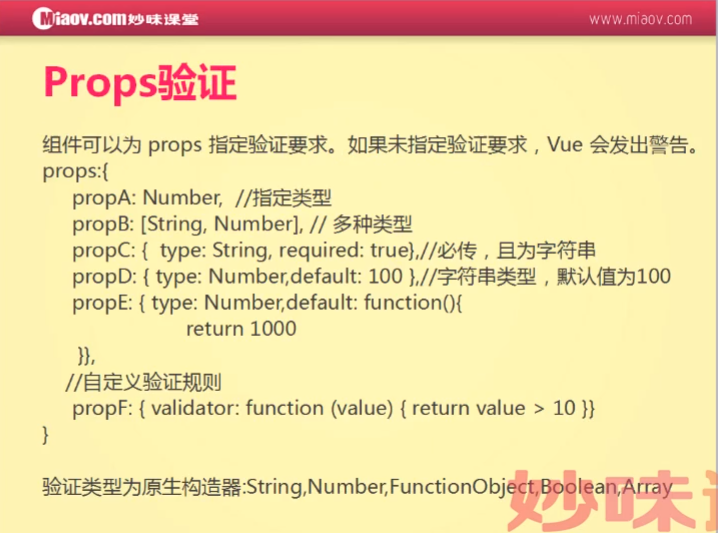 Miaov.com妙味课堂
www.miaov.com
Props验证
组件可以为 props 指定验证要求。如果未指定验证要求，Vue 会发出警告。
props:{
propA: Number,  //指定类型
propB: [String, Number], // 多种类型
propC: {  type: String, required: true},//必传，且为字符串
propD: { type: Number,default: 100 },//字符串类型，默认值为100
propE: { type: Number,default: function(){
return 1000
}},
//自定义验证规则
propF: { validator: function (value) { return value > 10 }}
}
验证类型为原生构造器:String,Number,FunctionObject,Boolean,Array
妙味